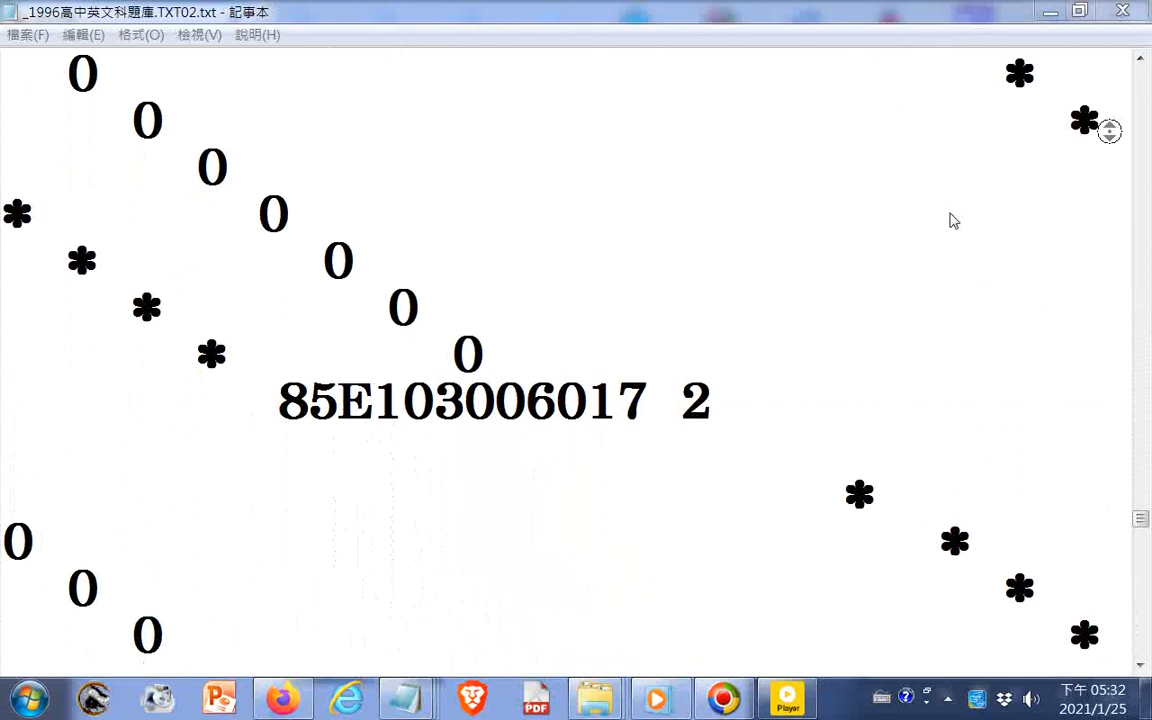 _1996高中英文科題庫.TXT02.txt - 記事本
檔案(F) 編輯(E) 格式(O) 檢視(V) 說明(H)
0 *
0 *
0
* 0
* 0
* 0
* 0
85E103006017 2
*
0 *
0 *
0 *
PDF
Player
下午 05:32
2021/1/25